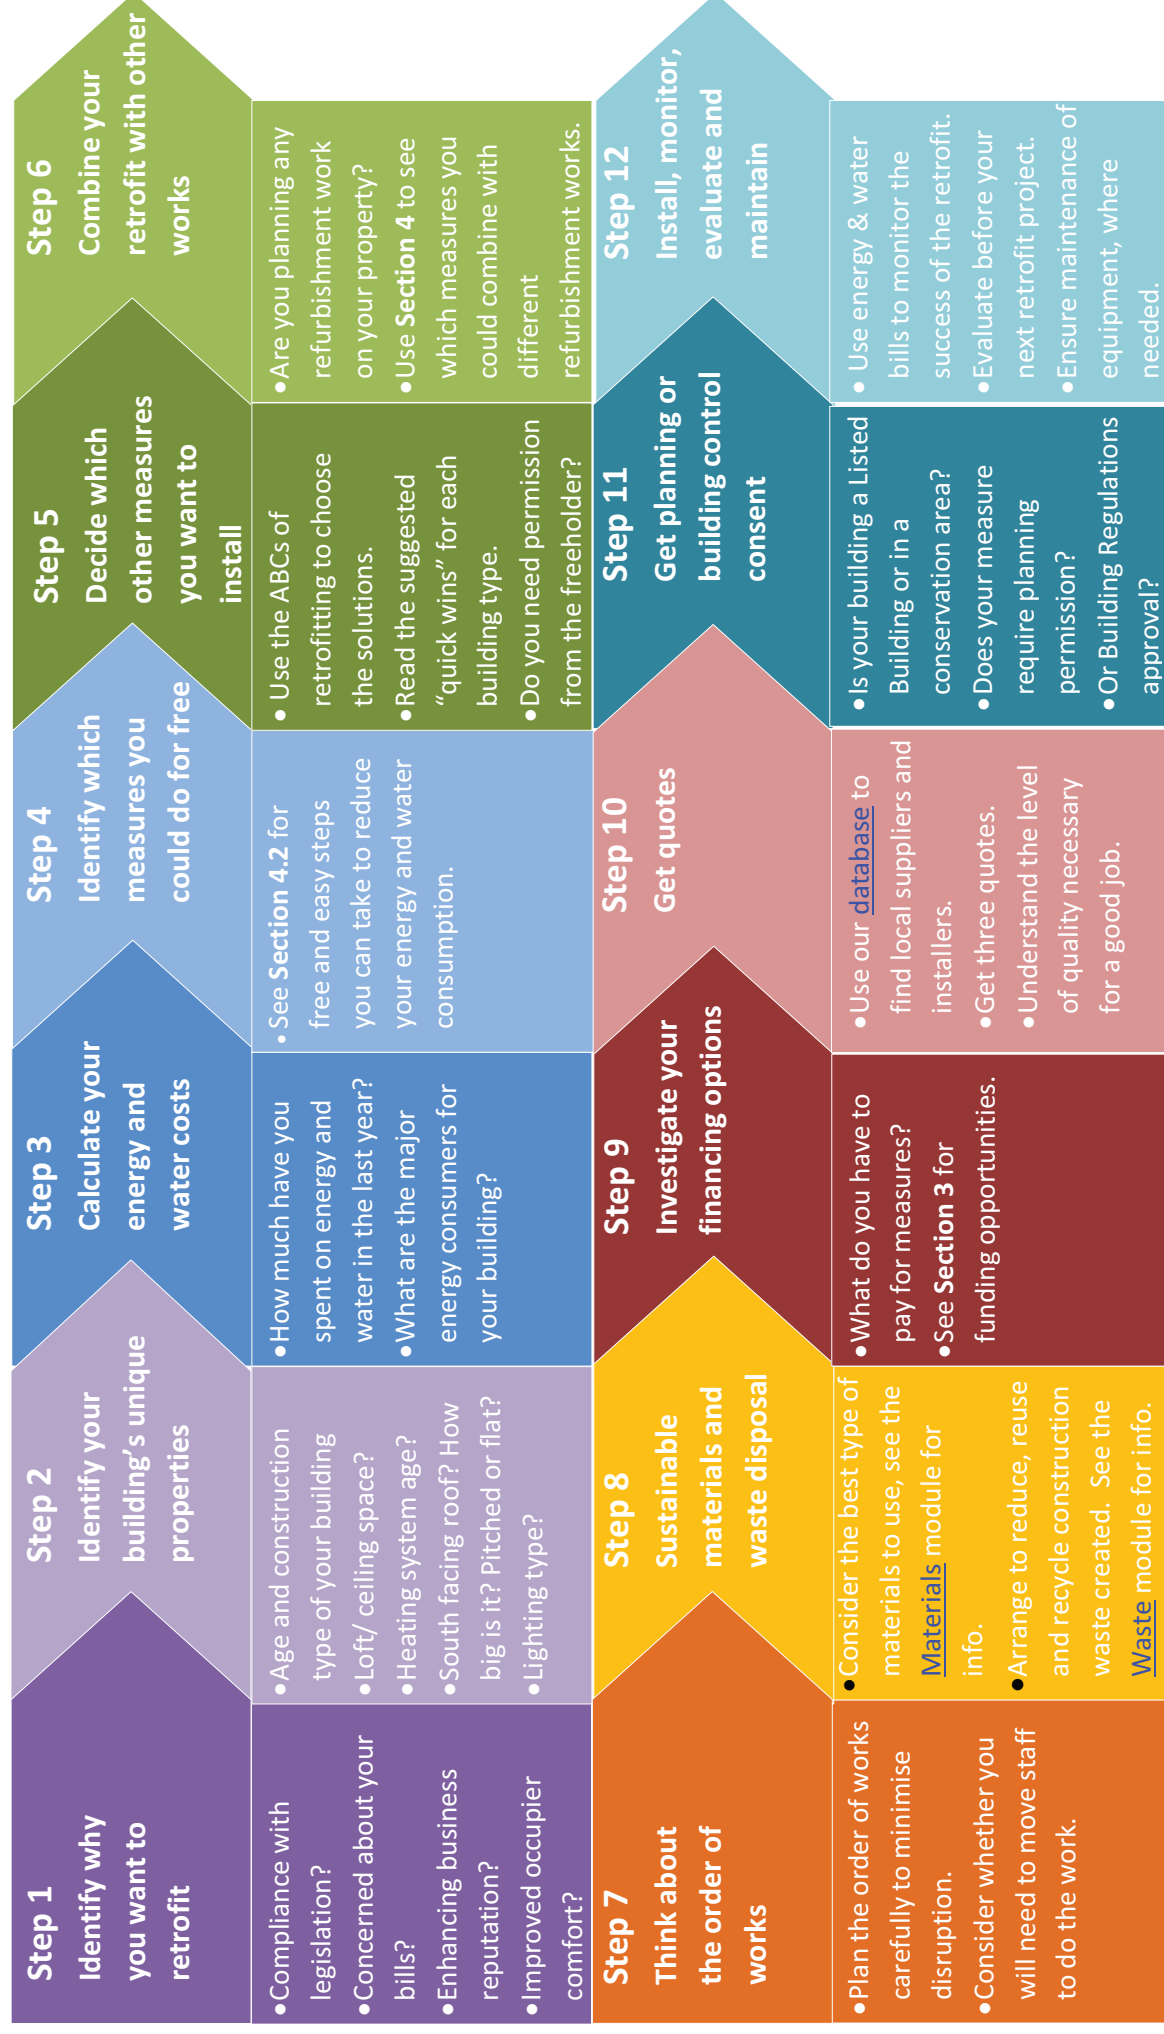 Step 1
Identify why
you want to
retrofit
•Compliance with
legislation?
•Concerned about your
bills?
•Enhancing business
reputation?
•Improved occupier
comfort?
Step 2
Identify your
building’s unique
properties
•Age and construction
type of your building
•Loft/ ceiling space?
•Heating system age?
•South facing roof? How
big is it? Pitched or flat?
•Lighting type?
Step 3
Calculate your
energy and
water costs
•How much have you
spent on energy and
water in the last year?
•What are the major
energy consumers for
your building?
Step 4
Identify which
measures you
could do for free
• See Section 4.2 for
free and easy steps
you can take to reduce
your energy and water
consumption.
Step 5
Decide which
other measures
you want to
install
• Use the ABCs of
retrofitting to choose
the solutions.
•Read the suggested
“quick wins” for each
building type.
•Do you need permission
from the freeholder?
Step 6
Combine your
retrofit with other
works
•Are you planning any
refurbishment work
on your property?
•Use Section 4 to see
which measures you
could combine with
different
refurbishment works.
Step 7
Think about
the order of
works
•Plan the order of works
carefully to minimise
disruption.
•Consider whether you
will need to move staff
to do the work.
Step 8
Sustainable
materials and
waste disposal
•Consider the best type of
materials to use, see the
Materials module for
info.
•Arrange to reduce, reuse
and recycle construction
waste created. See the
Waste module for info.
Step 9
Investigate your
financing options
•What do you have to
pay for measures?
•See Section 3 for
funding opportunities.
Step 10
Get quotes
•Use our database to
find local suppliers and
installers.
•Get three quotes.
•Understand the level
of quality necessary
for a good job.
Step 11
Get planning or
building control
consent
•Is your building a Listed
Building or in a
conservation area?
•Does your measure
require planning
permission?
•Or Building Regulations
approval?
Step 12
Install, monitor,
evaluate and
maintain
• Use energy & water
bills to monitor the
success of the retrofit.
•Evaluate before your
next retrofit project.
•Ensure maintenance of
equipment, where
needed.